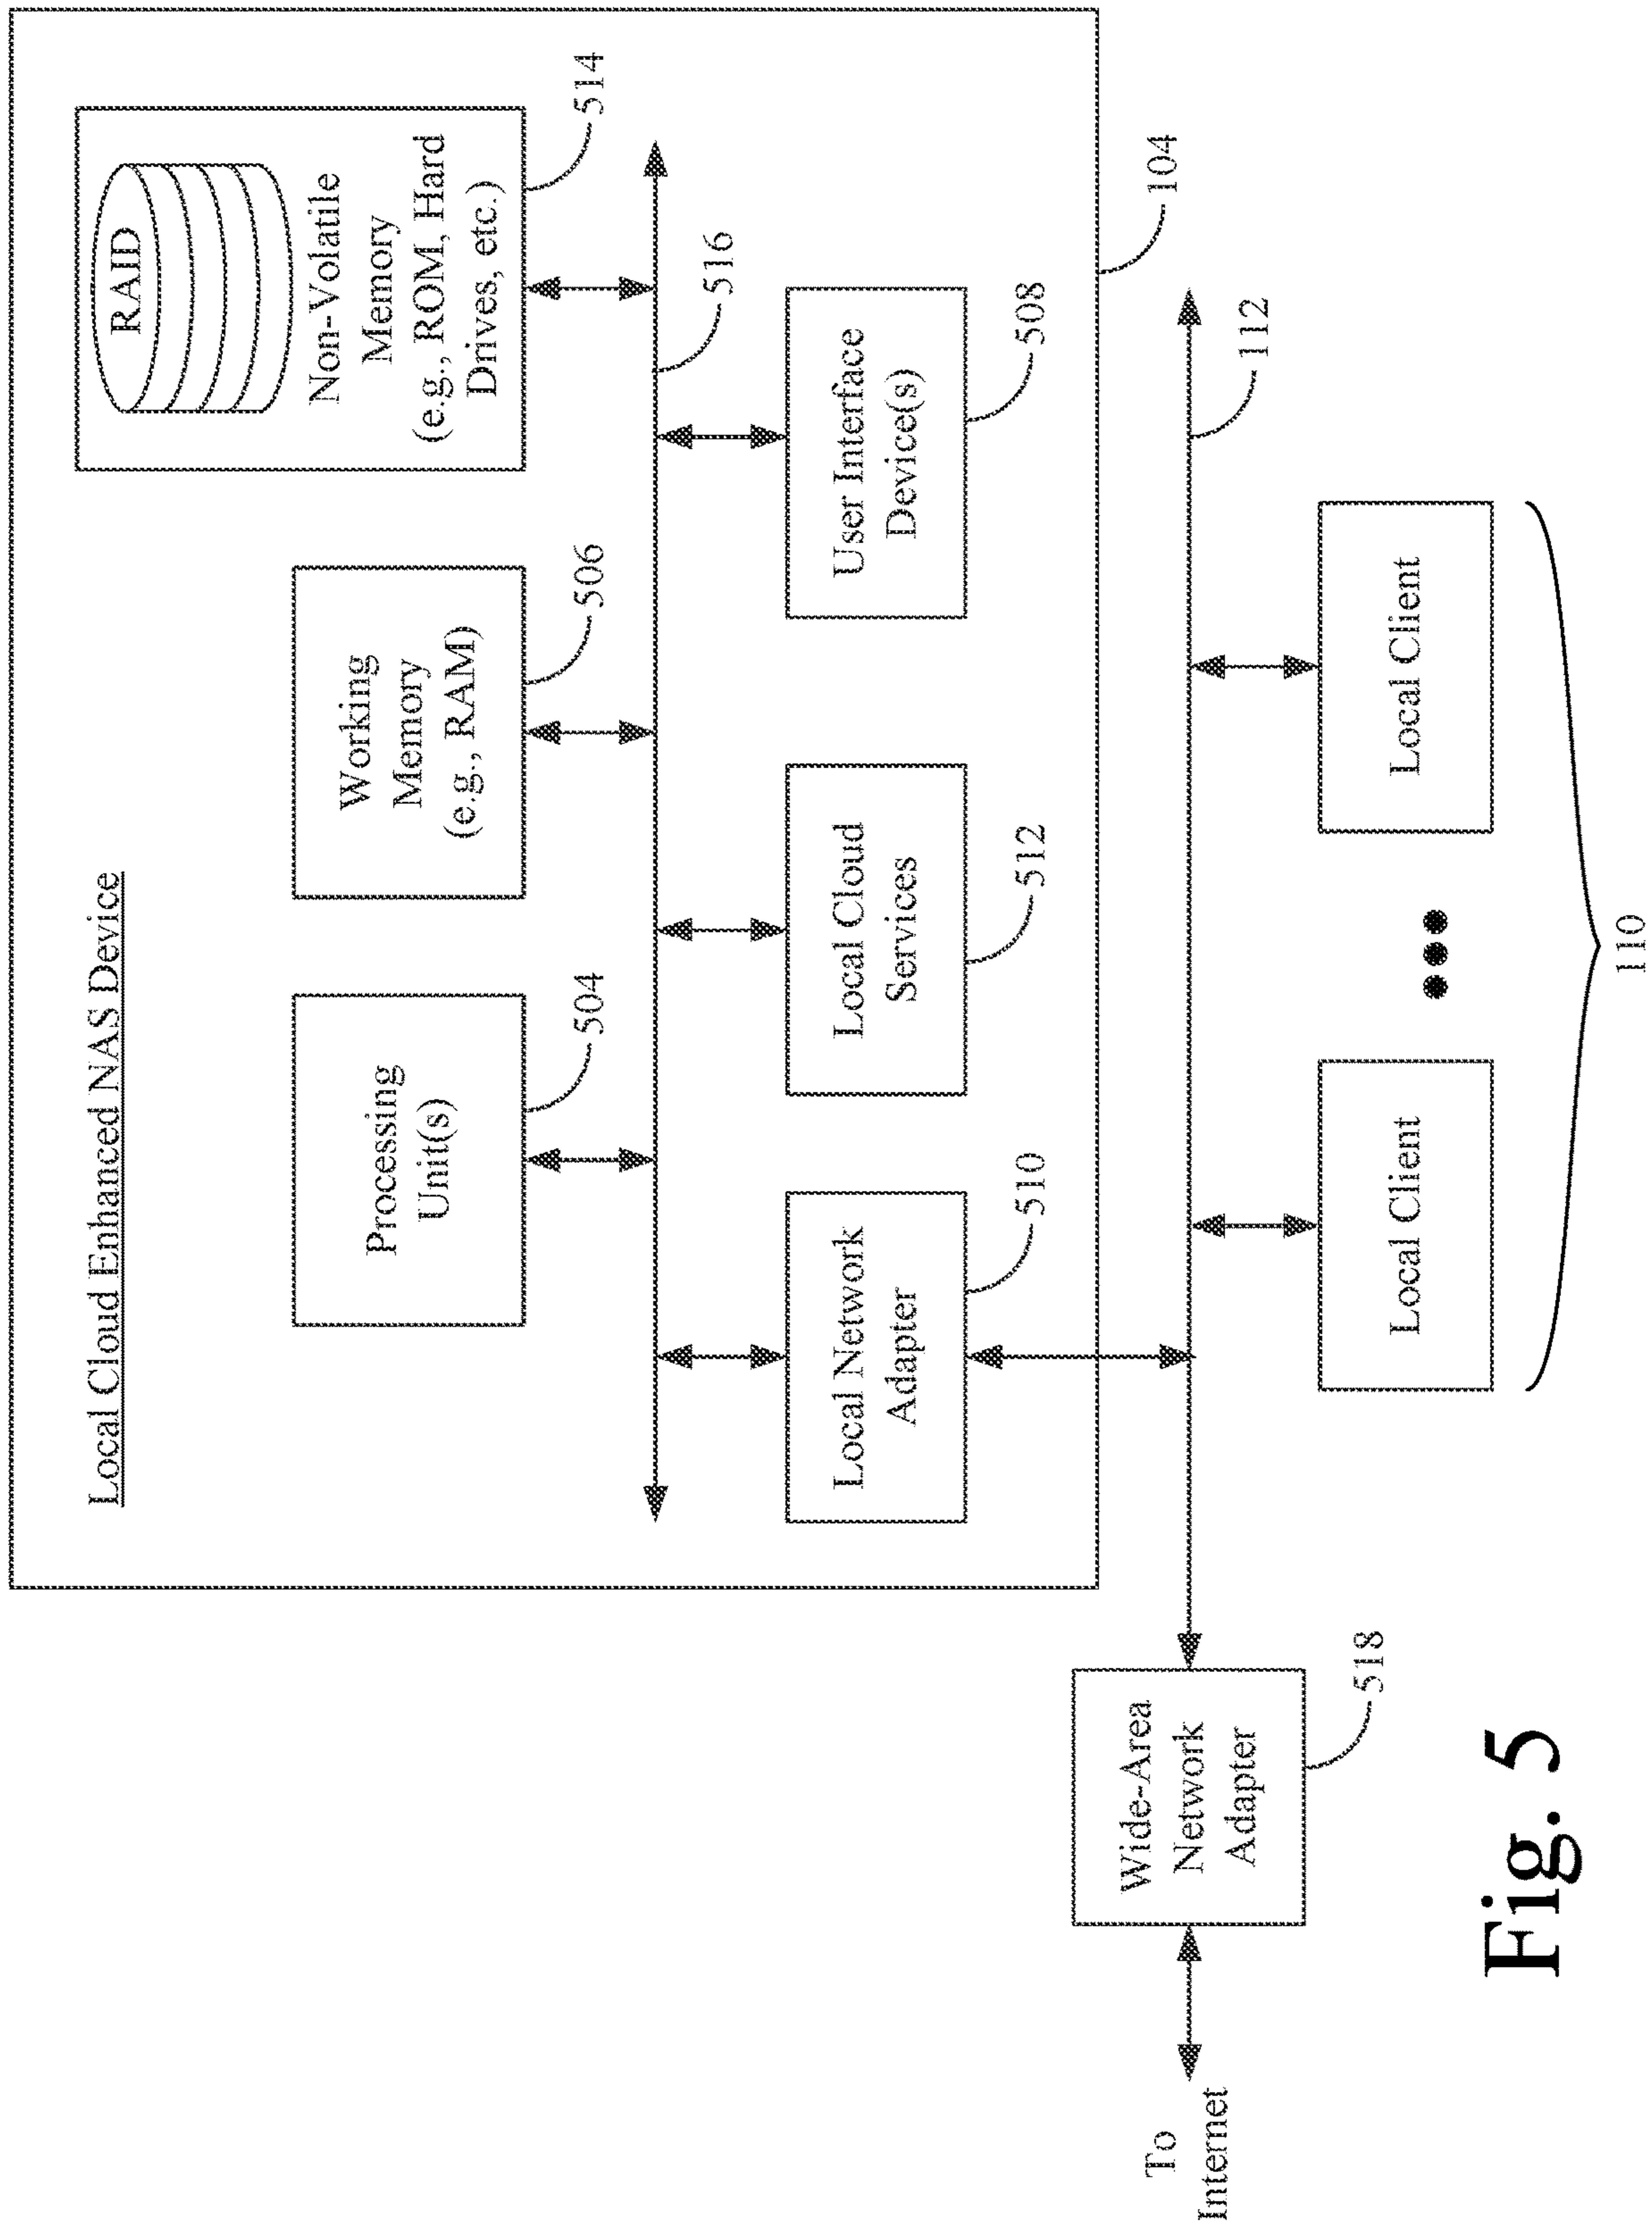 Local Cloud Enhanced NAS Device
Processing
Unit(s)
504
Working
Memory
(e.g., RAM)
506
RAID
Non-Volatile
Memory
(e.g., ROM, Hard
Drives, etc.)
514
516
Local Network
Adapter
510
Local Cloud
Services
512
User Interface
Device(s)
508
104
To
Internet
Wide-Area
Network
Adapter
518
112
Local Client
Local Client
110
Fig. 5